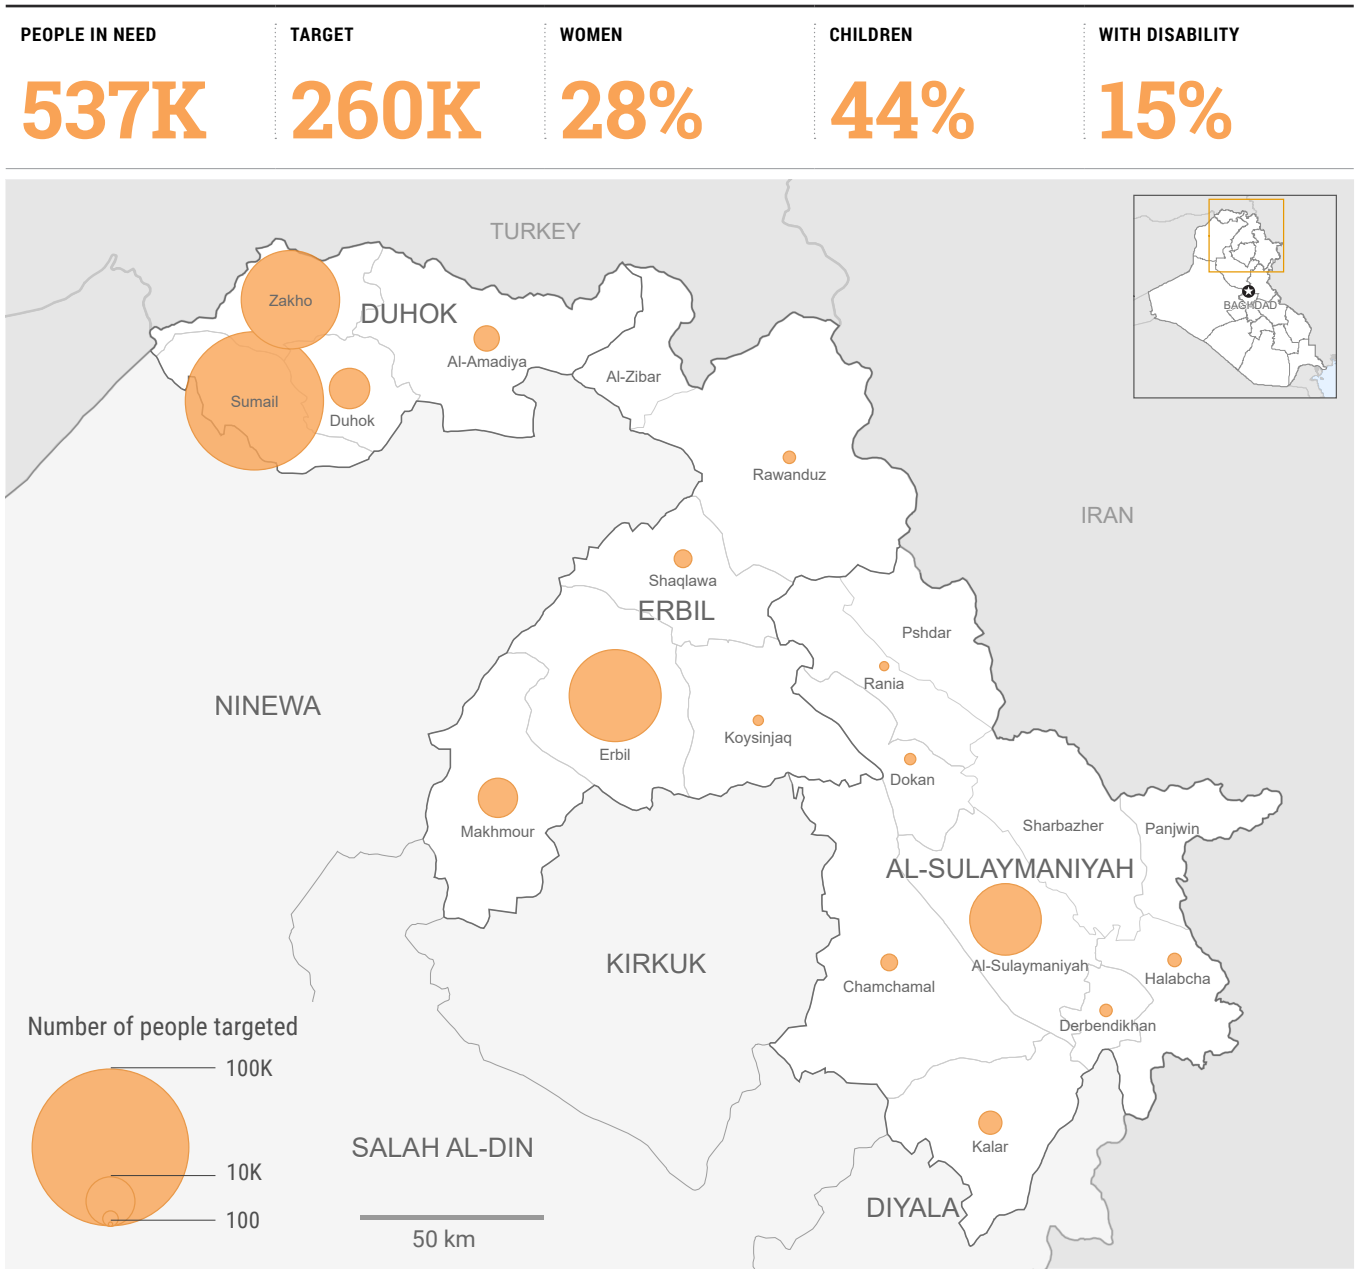 PEOPLE IN NEED
TARGET
WOMEN
CHILDREN
WITH DISABILITY
537K
260K
28%
44%
15%
TURKEY
BAGHDAD
Zakho
DUHOK
Al-Amadiya
Al-Zibar
Sumail
Duhok
Rawanduz
IRAN
Shaqlawa
ERBIL
Pshdar
Rania
NINEWA
Koysinjaq
Erbil
Dokan
Makhmour
Sharbazher
Panjwin
AL-SULAYMANIYAH
KIRKUK
Al-Sulaymaniyah
Chamchamal
Halabcha
Derbendikhan
Number of people targeted
100K
10K
100
SALAH AL-DIN
Kalar
DIYALA
50 km